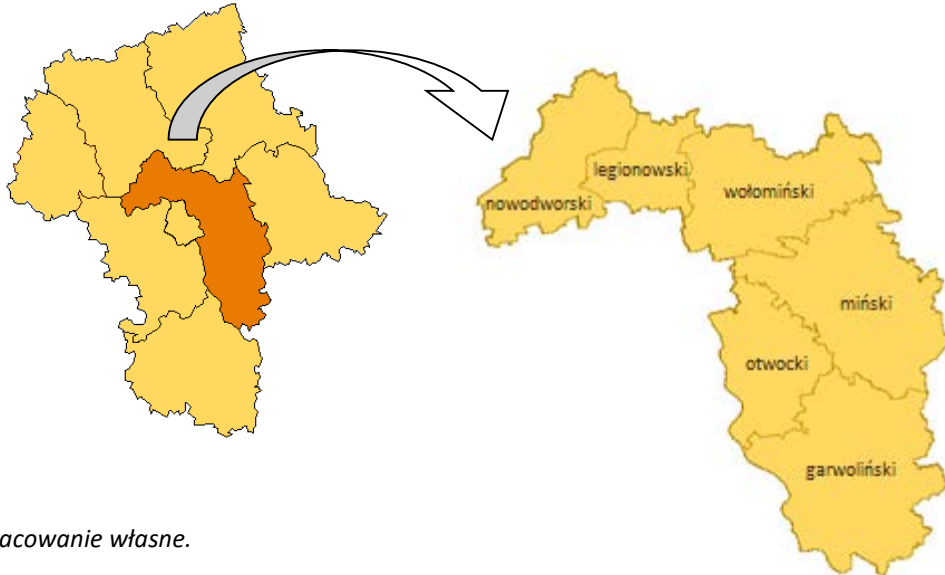 legionowski
wołomiński
nowodworski
miński
otwocki
garwoliński
acowanie własne.